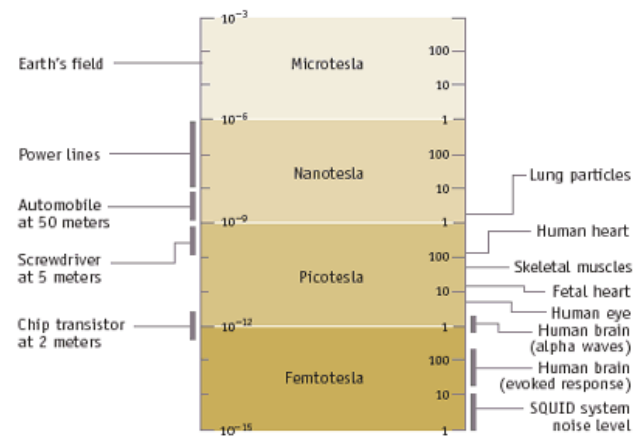 10⁻³
Earth's field
Microtesla
100
10
10⁻⁶
1
Power lines
Nanotesla
100
10
Lung particles
Automobile
at 50 meters
10⁻⁹
1
Human heart
Screwdriver
at 5 meters
Picotesla
100
Skeletal muscles
10
Fetal heart
Human eye
Chip transistor
at 2 meters
10⁻¹²
1
Human brain
(alpha waves)
Femtotesla
100
Human brain
(evoked response)
10
SQUID system
noise level
10⁻¹⁵
1